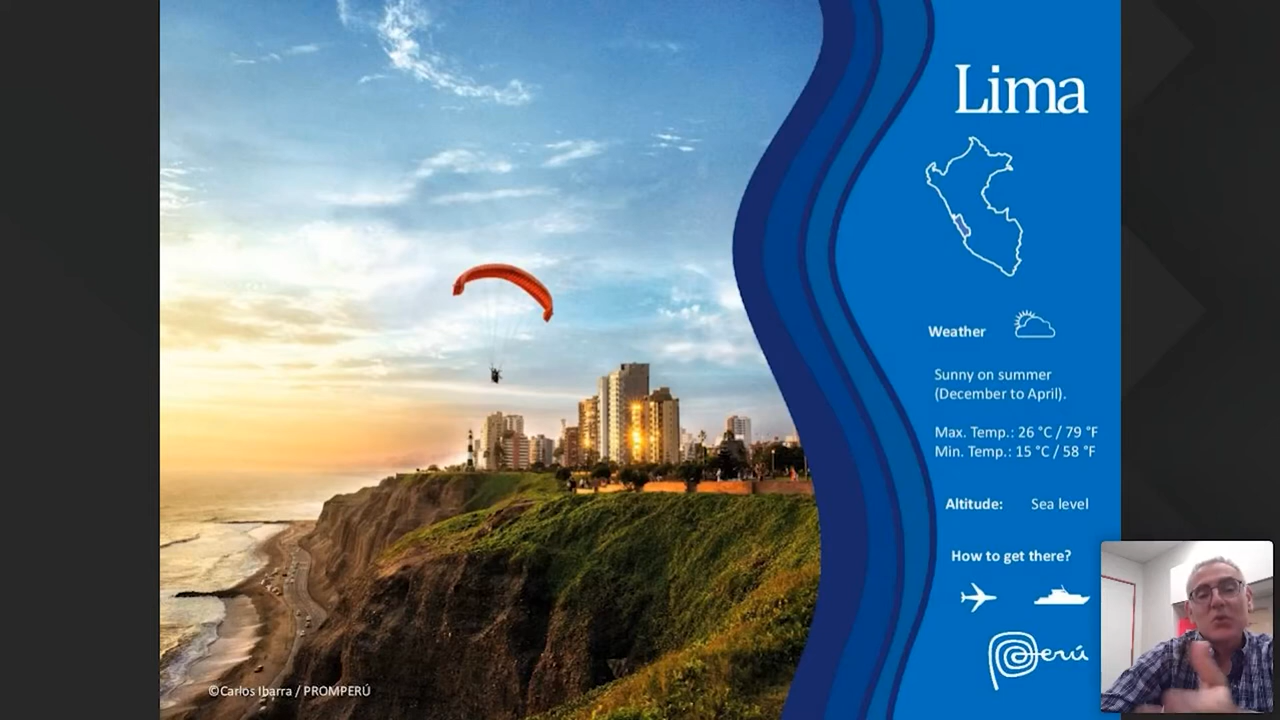 Lima
Weather
Sunny on summer
(December to April).
Max. Temp.: 26 °C / 79 °F
Min. Temp.: 15 °C / 58 °F
Altitude: Sea level
How to get there?
Perú
©Carlos Ibarra / PROMPERÚ